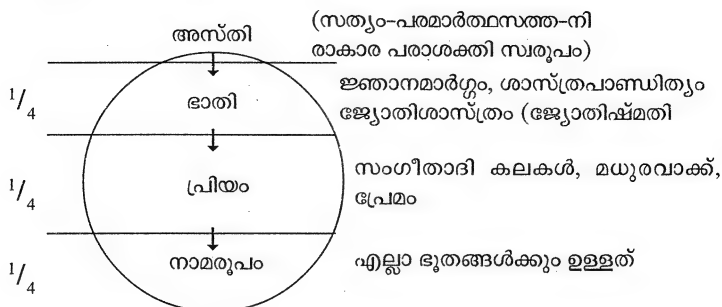 അസ്തി
(സത്യം-പരമാർത്ഥസത്ത-നി
രാകാര പരാശക്തി സ്വരൂപം)
1/4
ഭാതി
ജ്ഞാനമാർഗ്ഗം, ശാസ്ത്രപാണ്ഡിത്യം
ജ്യോതിശാസ്ത്രം (ജ്യോതിഷ്മതി
1/4
പ്രിയം
സംഗീതാദി കലകൾ, മധുരവാക്ക്,
പ്രേമം
1/4
നാമരൂപം
എല്ലാ ഭൂതങ്ങൾക്കും ഉള്ളത്